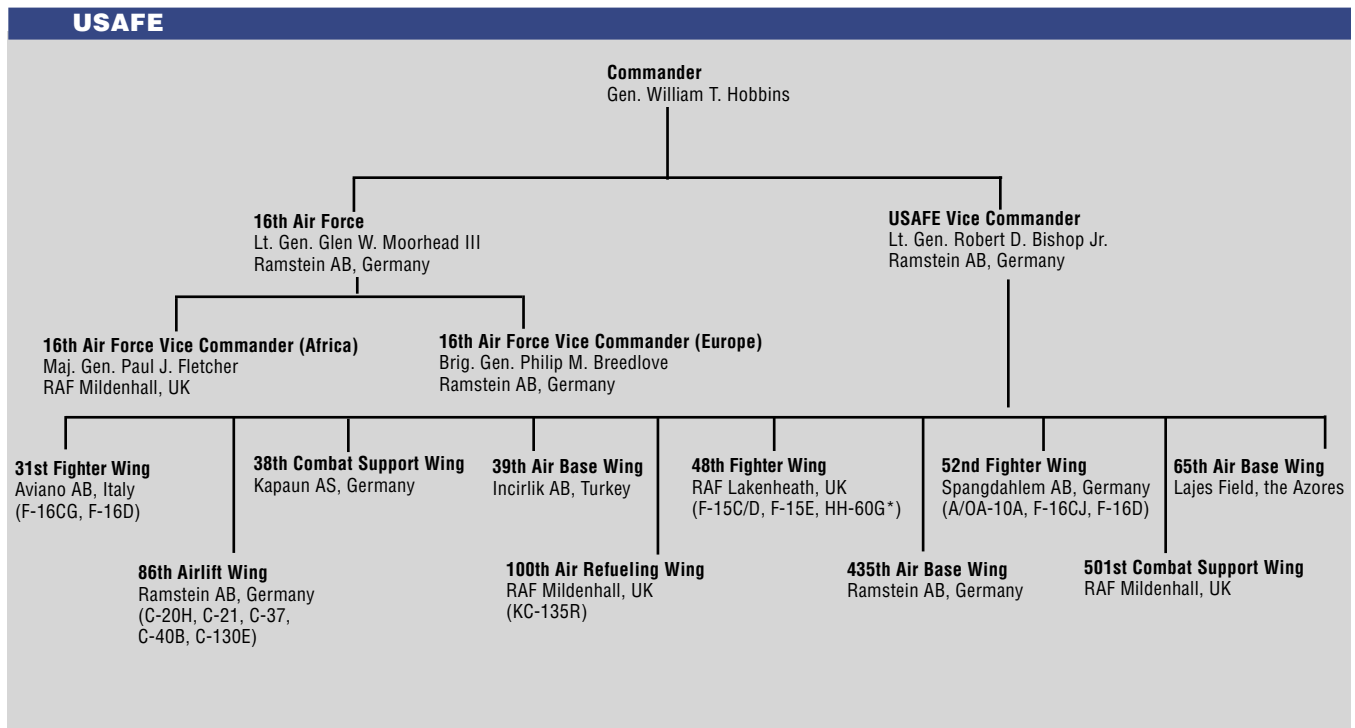 USAFE
Commander
Gen. William T. Hobbins
16th Air Force
Lt. Gen. Glen W. Moorhead III
Ramstein AB, Germany
USAFE Vice Commander
Lt. Gen. Robert D. Bishop Jr.
Ramstein AB, Germany
16th Air Force Vice Commander (Africa)
Maj. Gen. Paul J. Fletcher
RAF Mildenhall, UK
16th Air Force Vice Commander (Europe)
Brig. Gen. Philip M. Breedlove
Ramstein AB, Germany
31st Fighter Wing
Aviano AB, Italy
(F-16CG, F-16D)
38th Combat Support Wing
Kapaun AS, Germany
39th Air Base Wing
Incirlik AB, Turkey
48th Fighter Wing
RAF Lakenheath, UK
(F-15C/D, F-15E, HH-60G*)
52nd Fighter Wing
Spangdahlem AB, Germany
(A/OA-10A, F-16CJ, F-16D)
65th Air Base Wing
Lajes Field, the Azores
86th Airlift Wing
Ramstein AB, Germany
(C-20H, C-21, C-37,
C-40B, C-130E)
100th Air Refueling Wing
RAF Mildenhall, UK
(KC-135R)
435th Air Base Wing
Ramstein AB, Germany
501st Combat Support Wing
RAF Mildenhall, UK